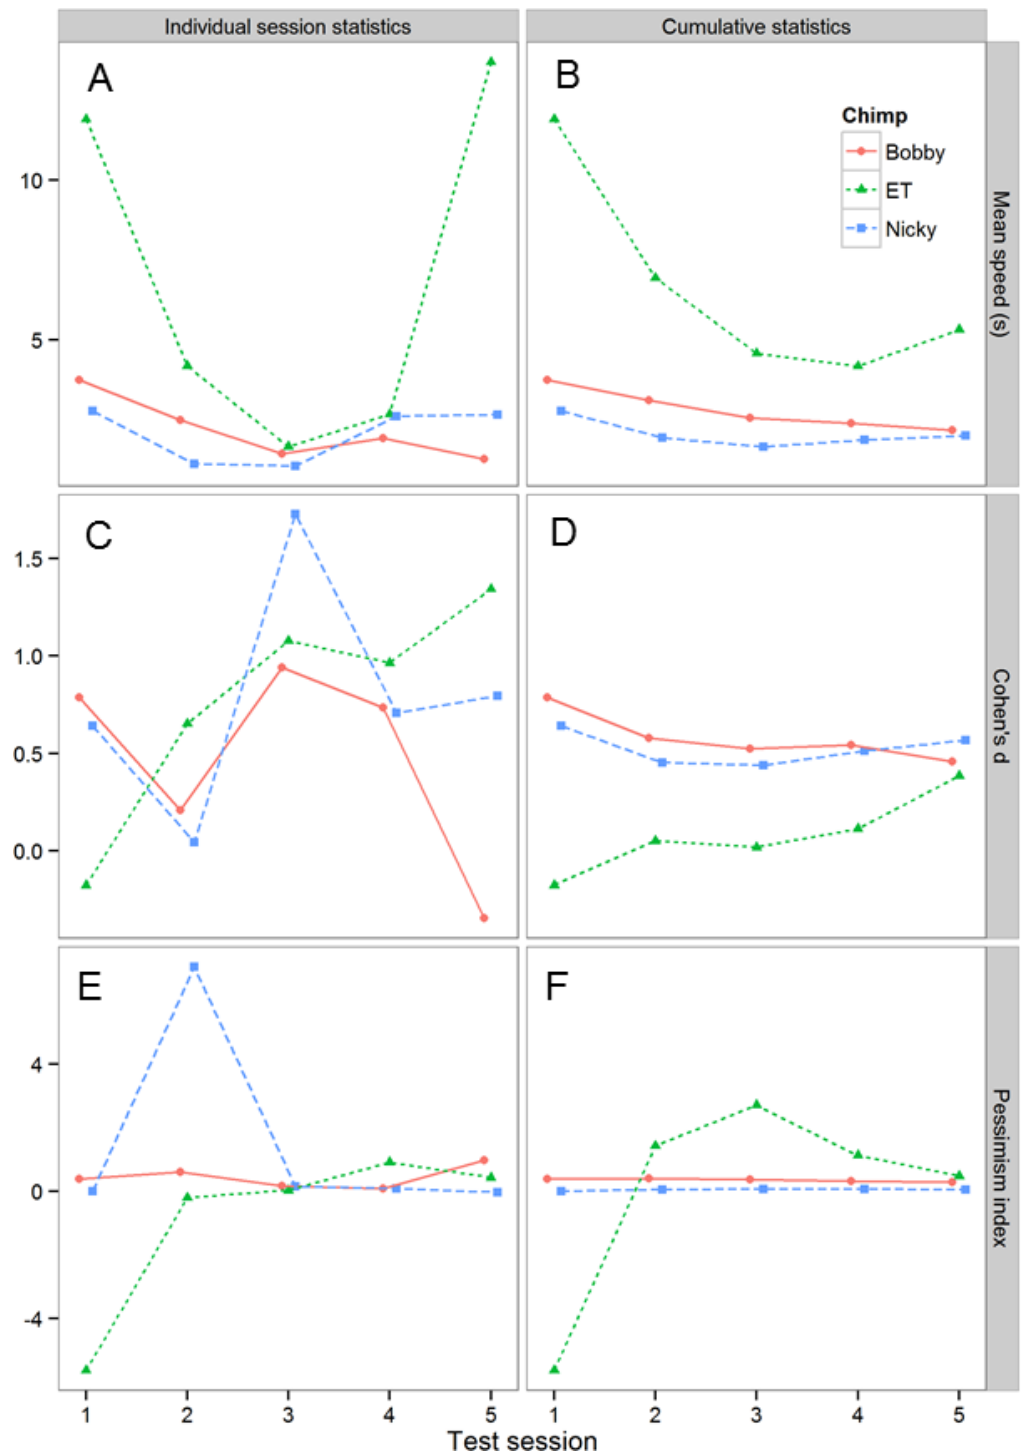 Individual session statistics
Cumulative statistics
A
B
Chimp
Bobby
ET
Nicky
10
5
Mean speed (s)
C
D
1.5
1.0
0.5
0.0
Cohen's d
E
F
4
0
-4
Pessimism index
1 2 3 4 5
1 2 3 4 5
Test session